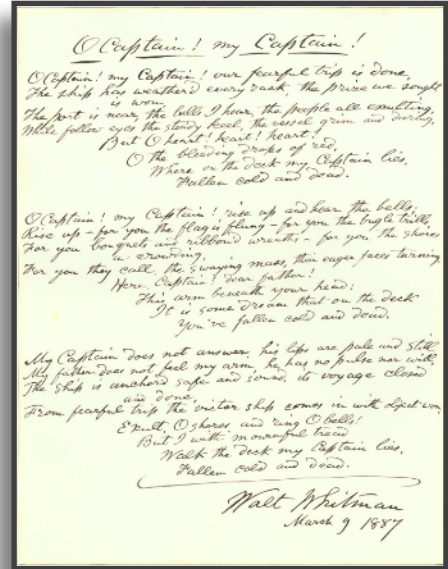 O Captain! my Captain!
O Captain! my Captain! our fearful trip is done,
The ship has weather'd every rack, the prize we sought
is won,
The port is near, the bells I hear, the people all exulting,
While follow eyes the steady keel, the vessel grim and daring,
But O heart! heart! heart!
O the bleeding drops of red,
Where on the deck my Captain lies,
Fallen cold and dead.
O Captain! my Captain! rise up and hear the bells;
Rise up – for you the flag is flung – for you the bugle trills,
For you bouquets and ribbon'd wreaths – for you the shores
a-crowding,
For you they call, the swaying mass, their eager faces turning
Here, Captain! dear father!
This arm beneath your head;
It is some dream that on the deck
You've fallen cold and dead.
My Captain does not answer, his lips are pale and still
My father does not feel my arm, he has no pulse nor will,
The ship is anchor'd safe and sound, its voyage closed
and done,
From fearful trip the victor ship comes in with object won,
Exult, O shores, and ring O bells!
But I with mournful tread
Walk the deck my Captain lies,
Fallen cold and dead.
Walt Whitman
March 9 1887